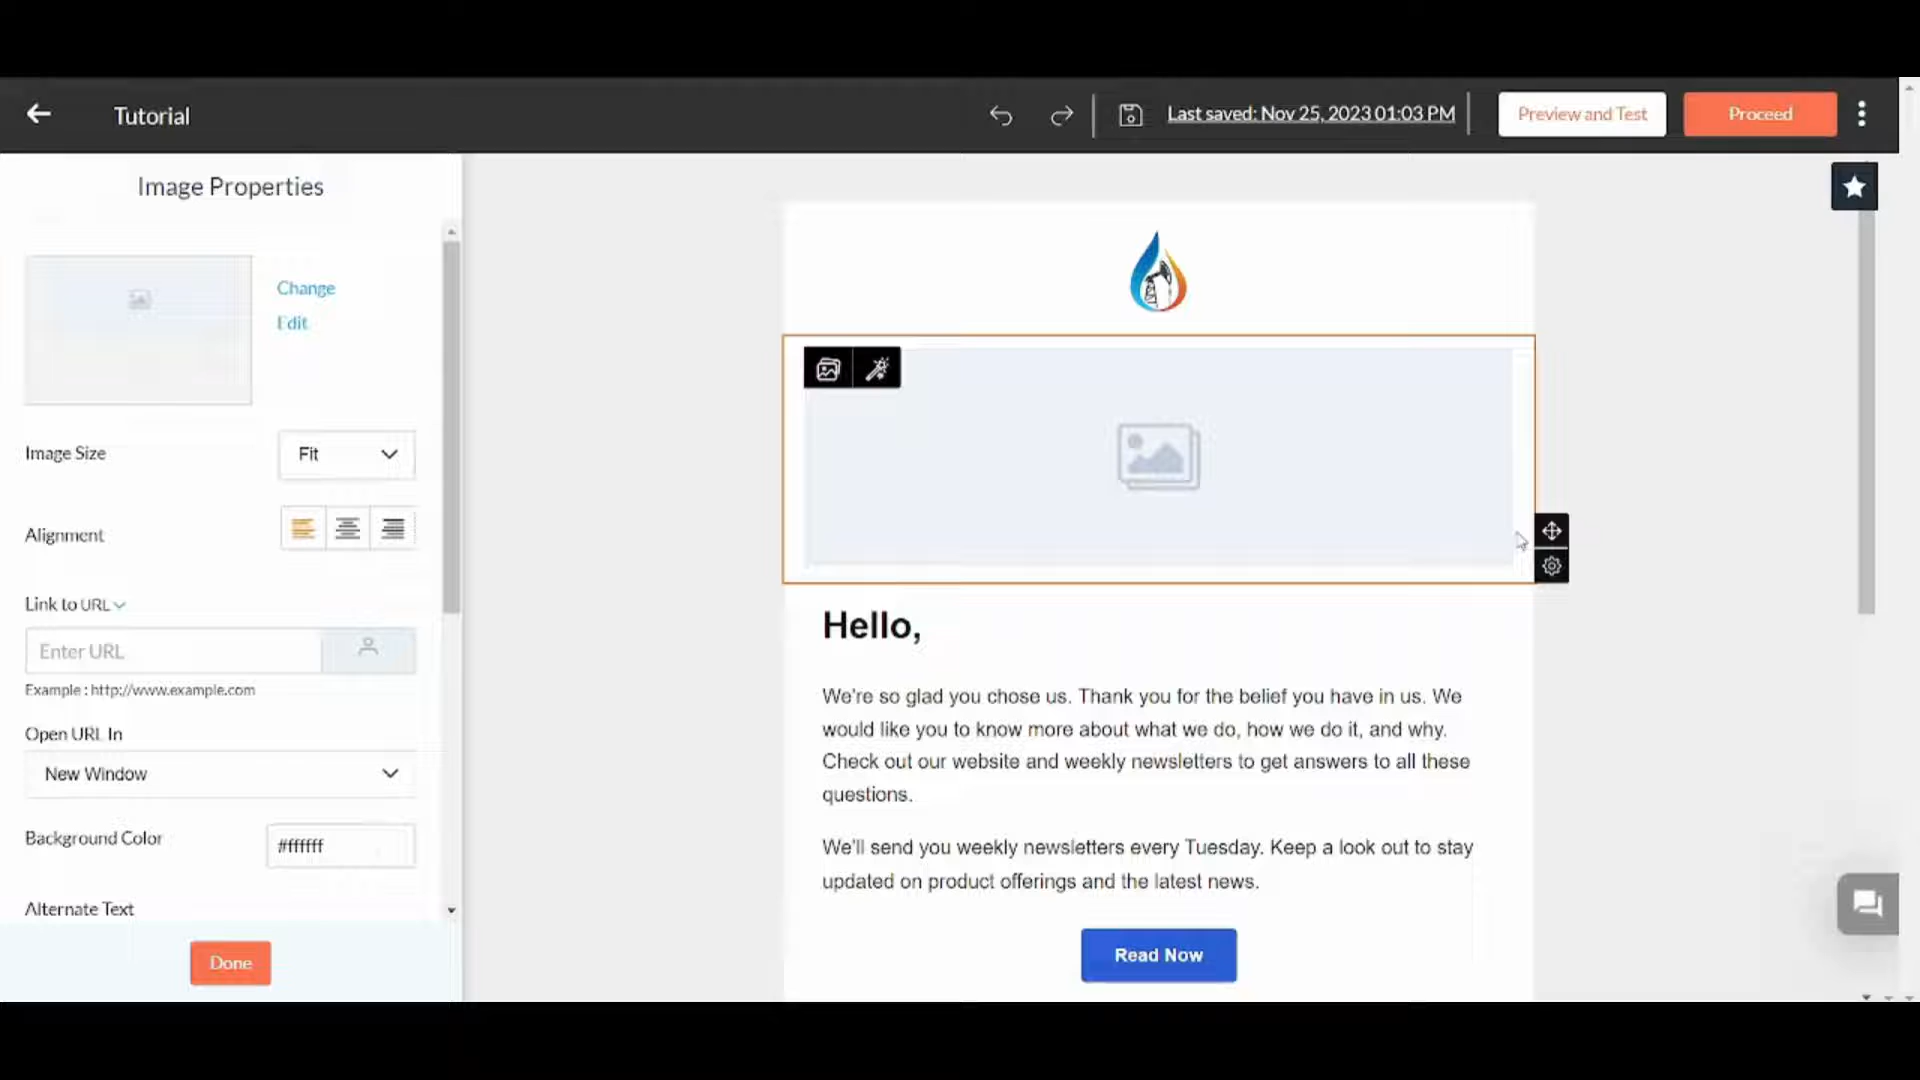 Tutorial
Last saved: Nov 25, 2023 01:03 PM
Preview and Test
Proceed
Image Properties
Change
Edit
Image Size
Fit
Alignment
Link to URL
Enter URL
Example : http://www.example.com
Open URL In
New Window
Background Color
#ffffff
Alternate Text
Done
Hello,
We're so glad you chose us. Thank you for the belief you have in us. We
would like you to know more about what we do, how we do it, and why.
Check out our website and weekly newsletters to get answers to all these
questions.
We'll send you weekly newsletters every Tuesday. Keep a look out to stay
updated on product offerings and the latest news.
Read Now